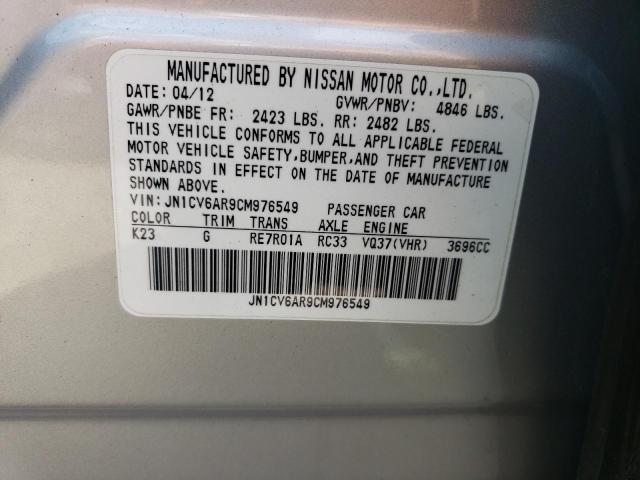 MANUFACTURED BY NISSAN MOTOR CO.,LTD.
DATE: 04/12 GVWR/PNBV: 4846 LBS.
GAWR/PNBE FR: 2423 LBS. RR: 2482 LBS.
THIS VEHICLE CONFORMS TO ALL APPLICABLE FEDERAL
MOTOR VEHICLE SAFETY,BUMPER,AND THEFT PREVENTION
STANDARDS IN EFFECT ON THE DATE OF MANUFACTURE
SHOWN ABOVE.
VIN: JN1CV6AR9CM976549 PASSENGER CAR
COLOR TRIM TRANS AXLE ENGINE
K23 G RE7R01A RC33 VQ37(VHR) 3696CC
JN1CV6AR9CM976549